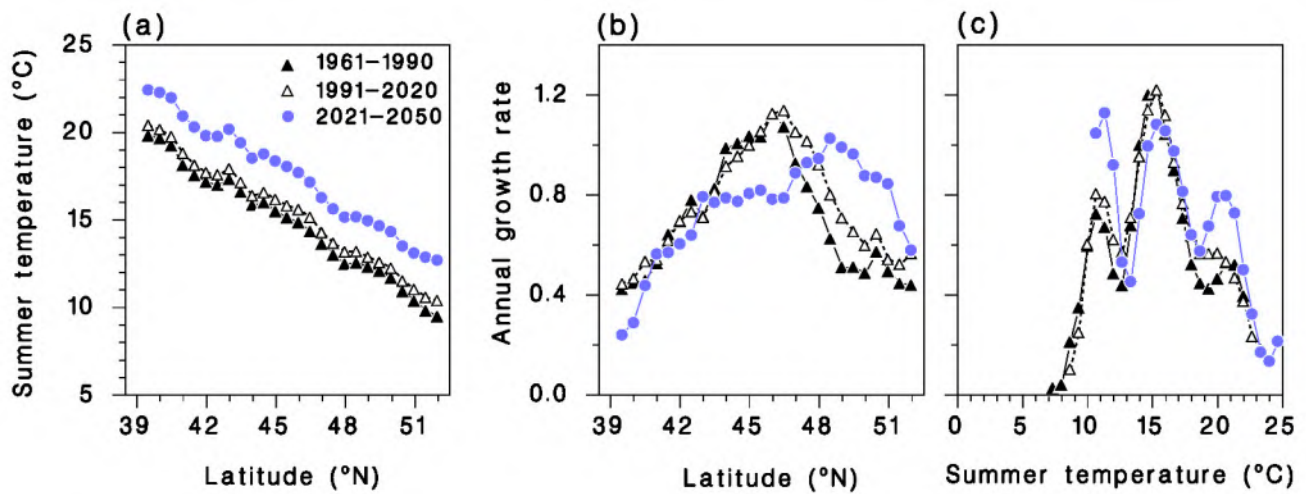 (a)
(b)
(c)
Summer temperature (°C)
25
20
15
10
5
1961–1990
1991–2020
2021–2050
39 42 45 48 51
Latitude (°N)
Annual growth rate
1.2
0.8
0.4
0.0
39 42 45 48 51
Latitude (°N)
0 5 10 15 20 25
Summer temperature (°C)